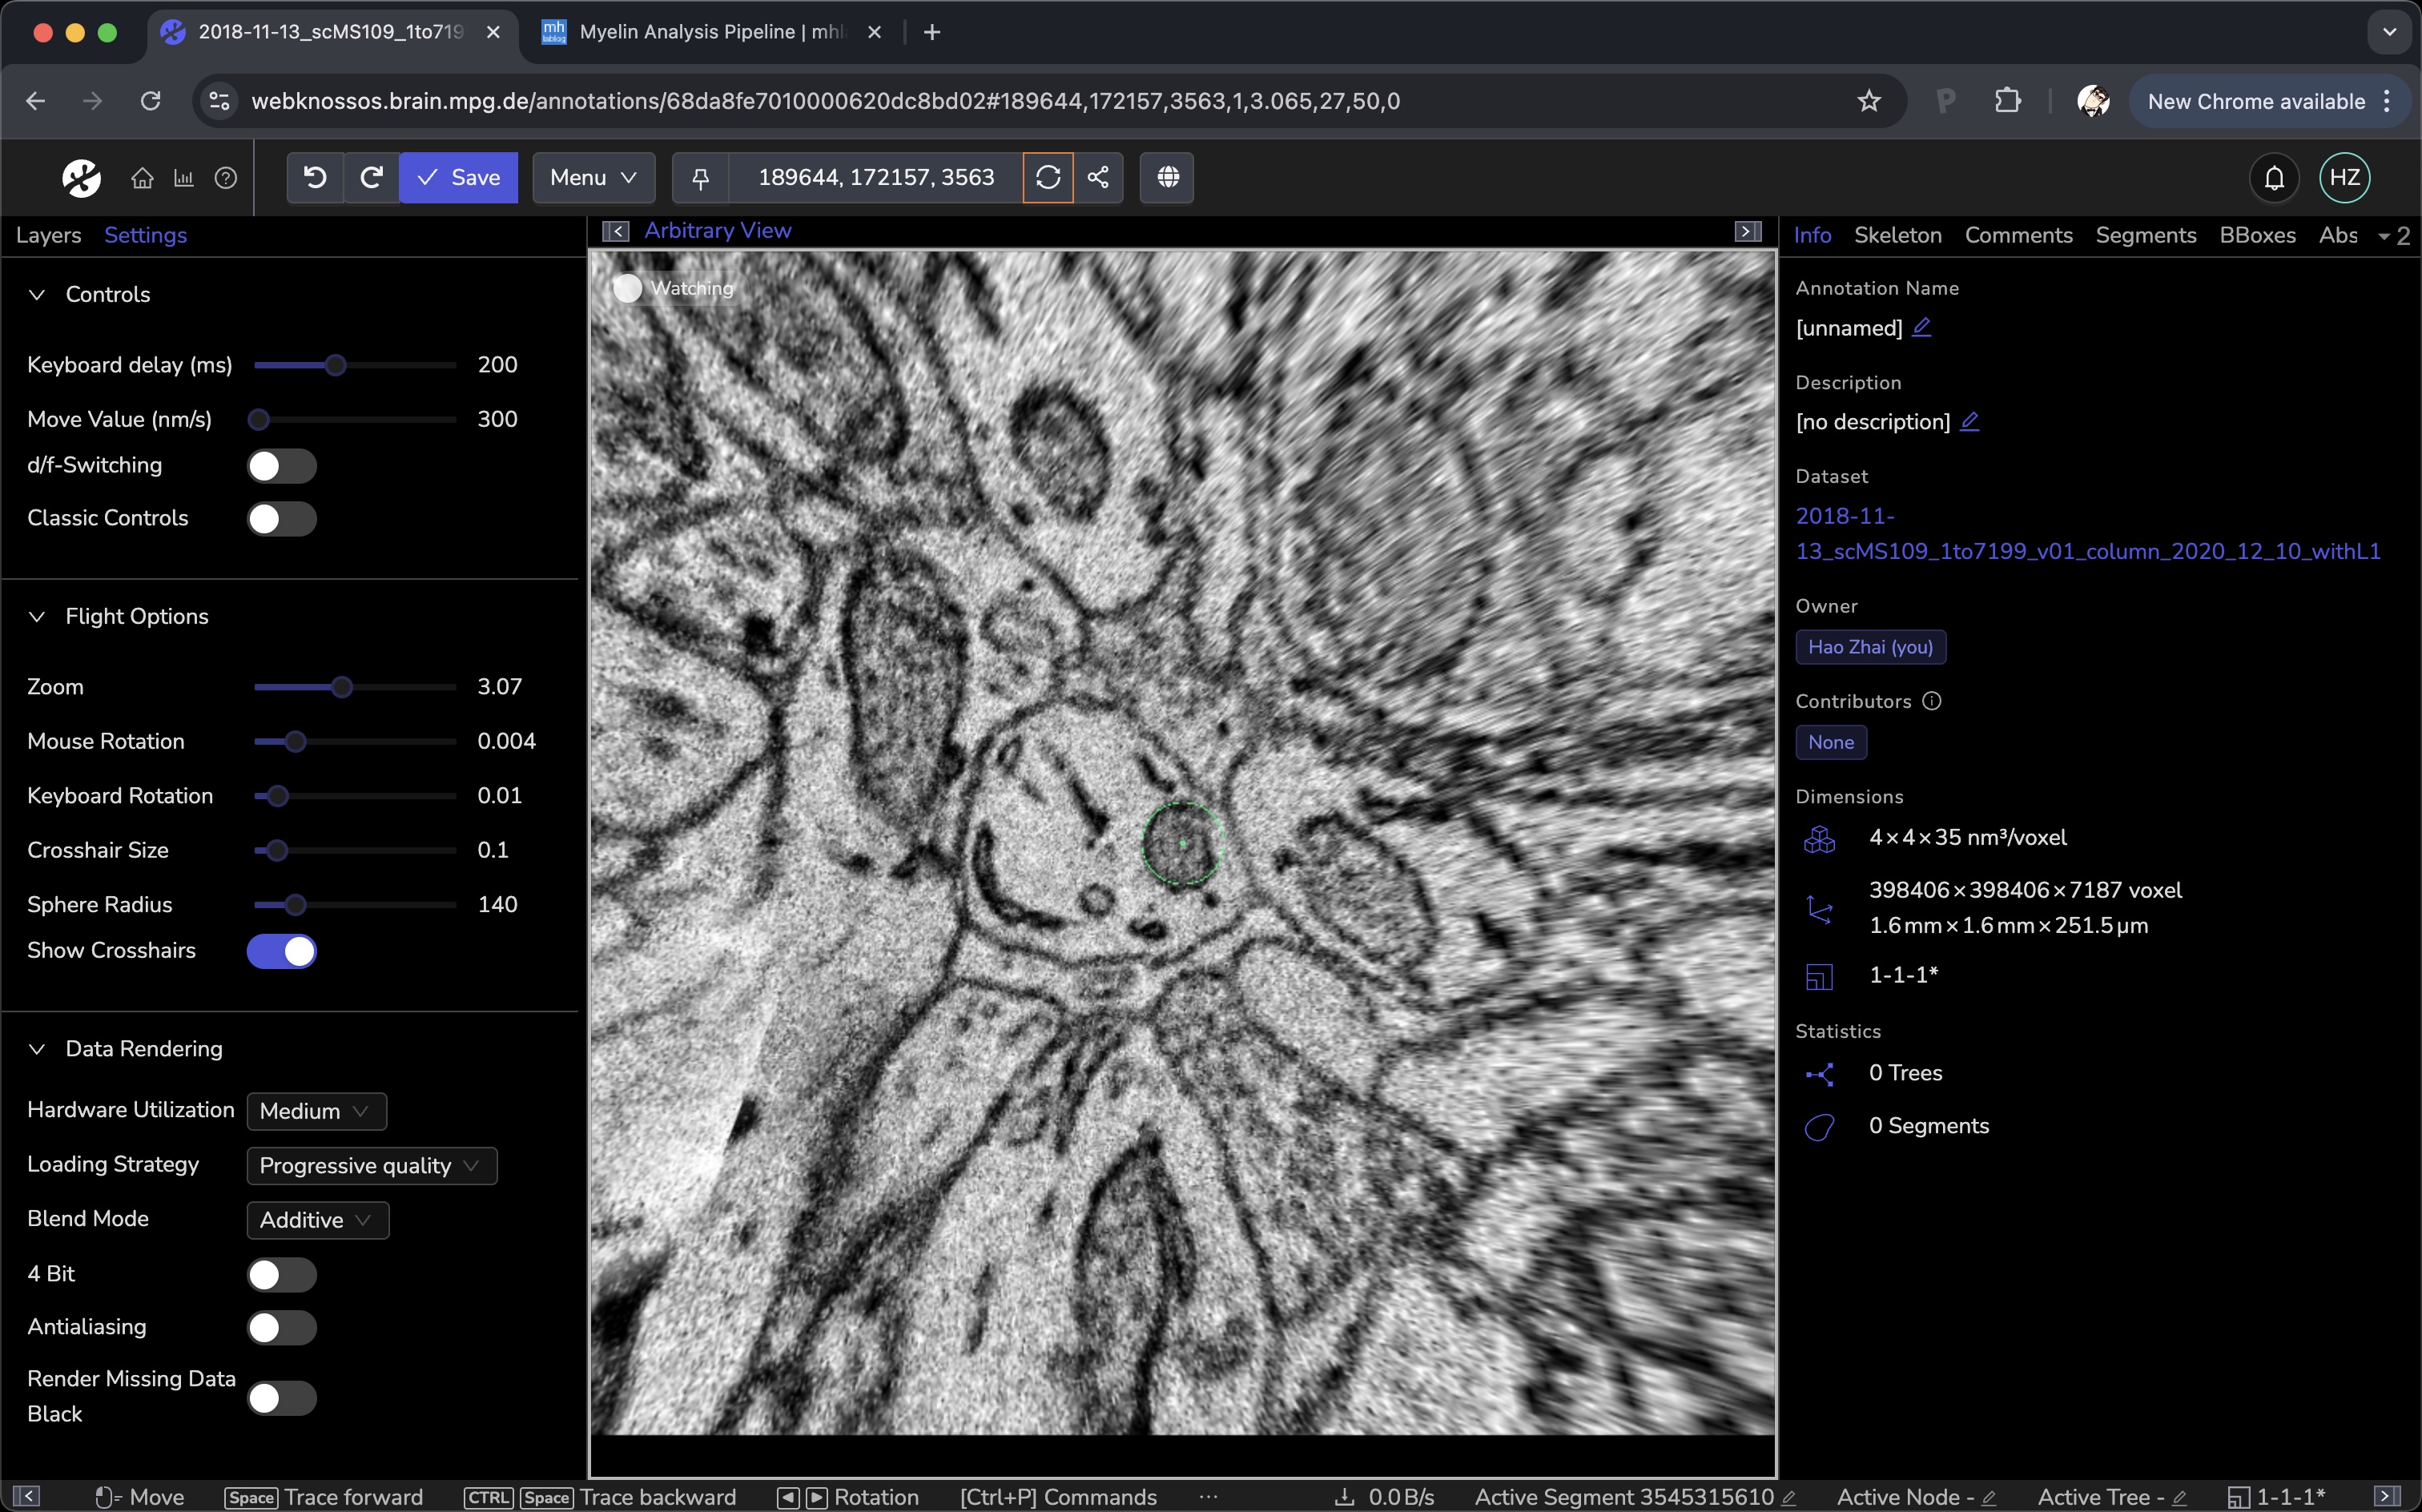 2018-11-13_scMS109_1to719
mh
lablog
Myelin Analysis Pipeline | mhl
webknossos.brain.mpg.de/annotations/68da8fe7010000620dc8bd02#189644,172157,3563,1,3.065,27,50,0
New Chrome available
Save
Menu
189644, 172157, 3563
HZ
Layers
Settings
Arbitrary View
Info
Skeleton
Comments
Segments
BBoxes
Abs
2
Watching
Controls
Keyboard delay (ms)
200
Move Value (nm/s)
300
d/f-Switching
Classic Controls
Flight Options
Zoom
3.07
Mouse Rotation
0.004
Keyboard Rotation
0.01
Crosshair Size
0.1
Sphere Radius
140
Show Crosshairs
Data Rendering
Hardware Utilization
Medium
Loading Strategy
Progressive quality
Blend Mode
Additive
4 Bit
Antialiasing
Render Missing Data
Black
Annotation Name
[unnamed]
Description
[no description]
Dataset
2018-11-
13_scMS109_1to7199_v01_column_2020_12_10_withL1
Owner
Hao Zhai (you)
Contributors
None
Dimensions
4×4×35 nm³/voxel
398406×398406×7187 voxel
1.6 mm×1.6 mm×251.5 µm
1-1-1*
Statistics
0 Trees
0 Segments
Move
Space Trace forward
CTRL Space Trace backward
Rotation
[Ctrl+P] Commands
···
0.0 B/s
Active Segment 3545315610
Active Node -
Active Tree -
1-1-1*